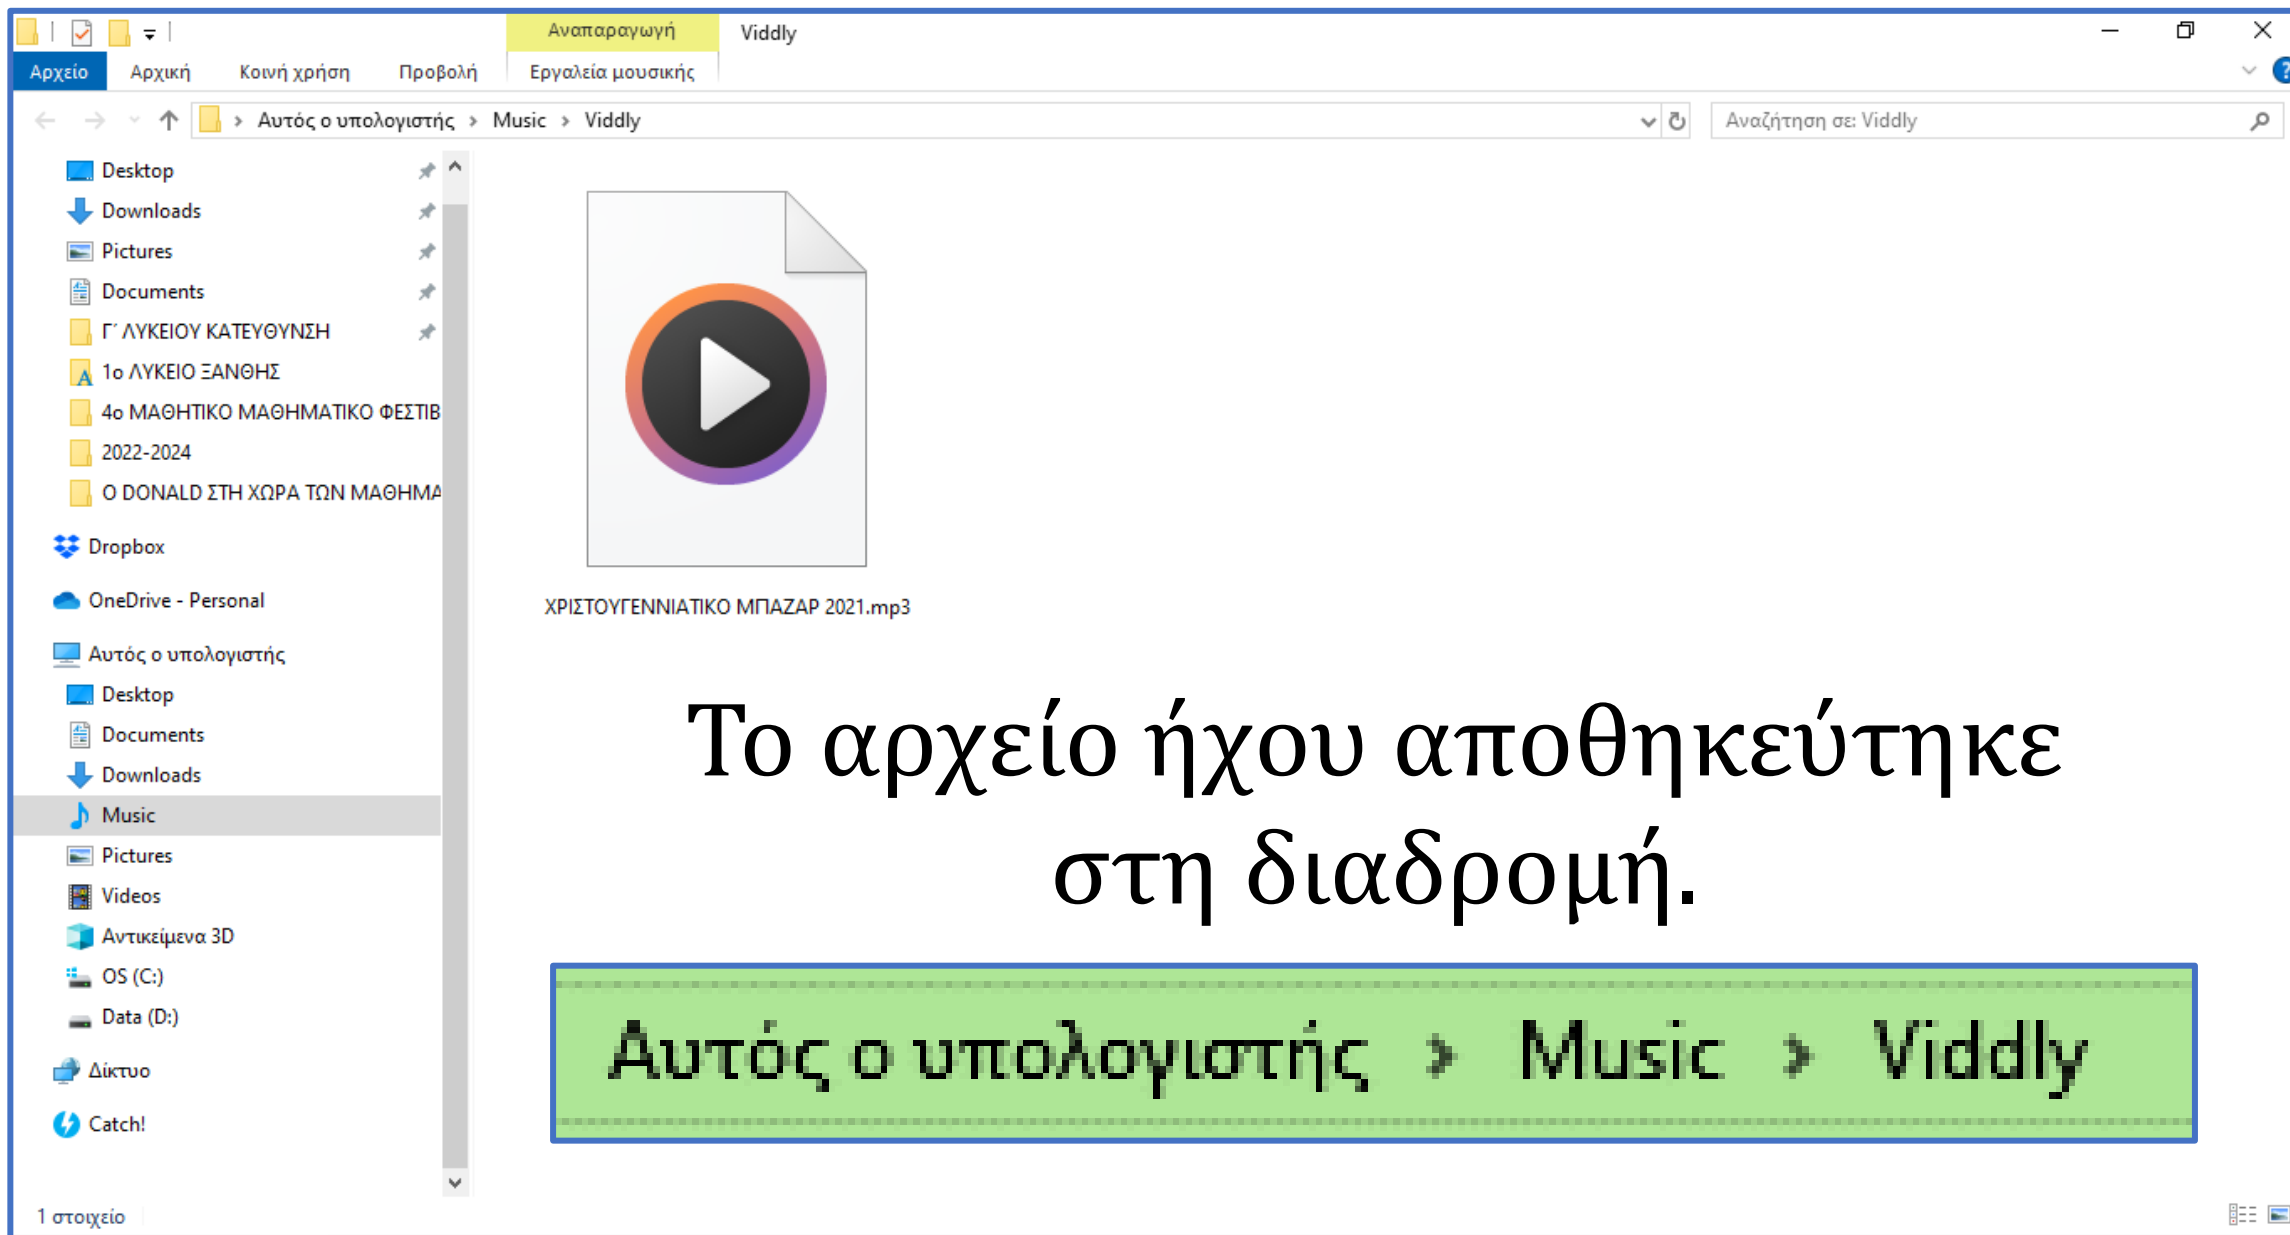 Αναπαραγωγή
Viddly
Αρχείο
Αρχική
Κοινή χρήση
Προβολή
Εργαλεία μουσικής
Αυτός ο υπολογιστής › Music › Viddly
Αναζήτηση σε: Viddly
Desktop
Downloads
Pictures
Documents
Γ΄ ΛΥΚΕΙΟΥ ΚΑΤΕΥΘΥΝΣΗ
1ο ΛΥΚΕΙΟ ΞΑΝΘΗΣ
4ο ΜΑΘΗΤΙΚΟ ΜΑΘΗΜΑΤΙΚΟ ΦΕΣΤΙΒ
2022-2024
Ο DONALD ΣΤΗ ΧΩΡΑ ΤΩΝ ΜΑΘΗΜΑ
Dropbox
OneDrive - Personal
Αυτός ο υπολογιστής
Desktop
Documents
Downloads
Music
Pictures
Videos
Αντικείμενα 3D
OS (C:)
Data (D:)
Δίκτυο
Catch!
1 στοιχείο
ΧΡΙΣΤΟΥΓΕΝΝΙΑΤΙΚΟ ΜΠΑΖΑΡ 2021.mp3
Το αρχείο ήχου αποθηκεύτηκε
στη διαδρομή.
Αυτός ο υπολογιστής › Music › Viddly